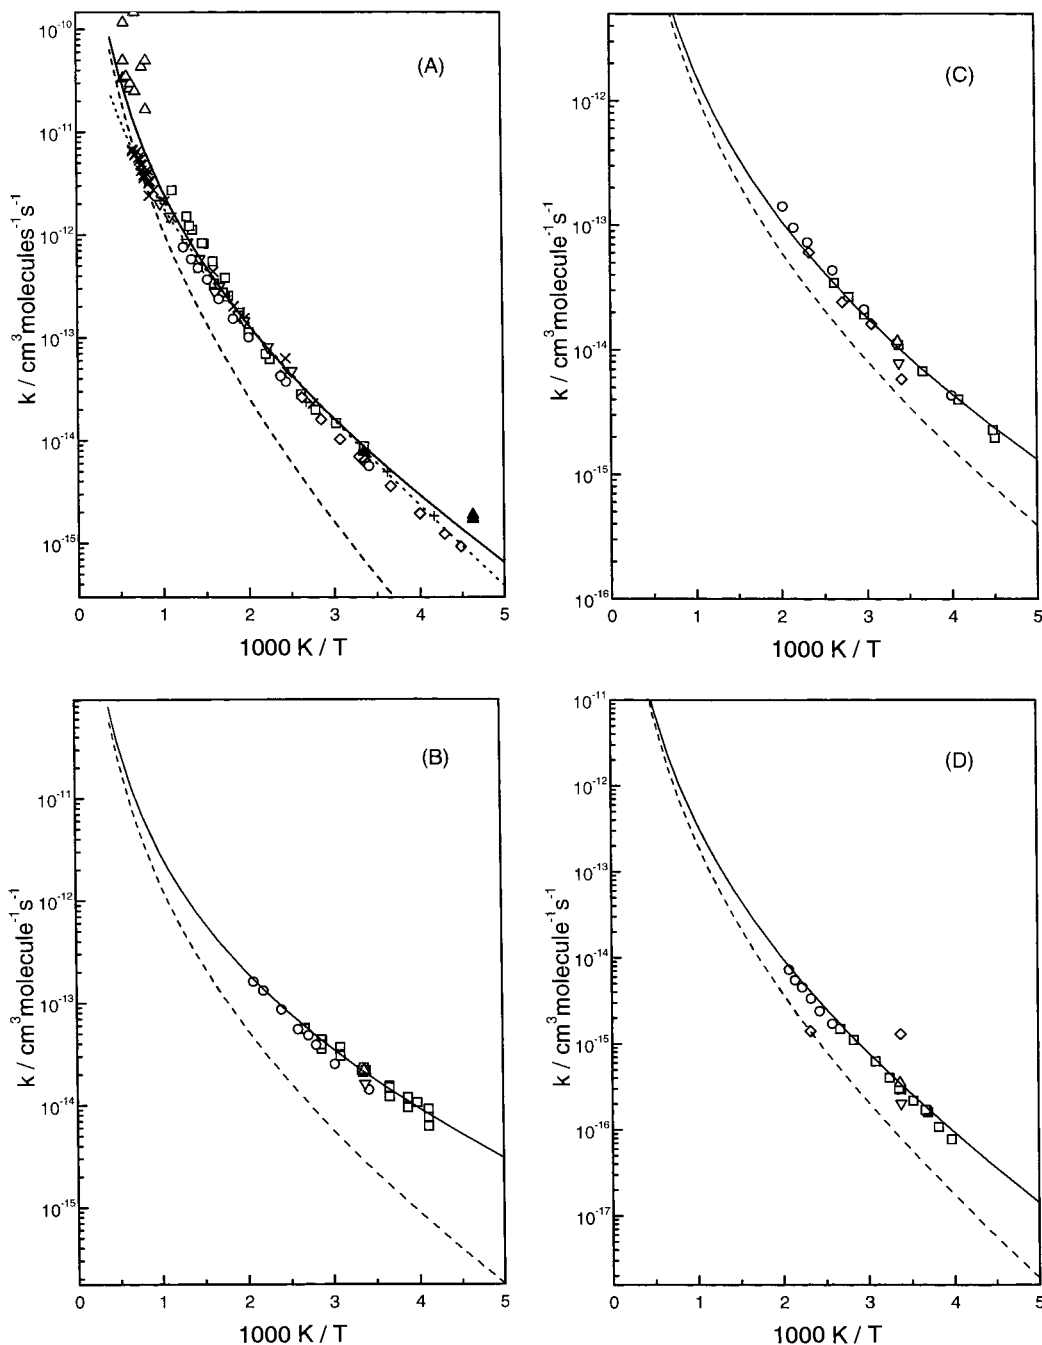 (A)
k / cm³molecules⁻¹s⁻¹
10⁻¹⁰
10⁻¹¹
10⁻¹²
10⁻¹³
10⁻¹⁴
10⁻¹⁵
0 1 2 3 4 5
1000 K / T
(C)
k / cm³molecule⁻¹s⁻¹
10⁻¹²
10⁻¹³
10⁻¹⁴
10⁻¹⁵
10⁻¹⁶
0 1 2 3 4 5
1000 K / T
(B)
k / cm³molecule⁻¹s⁻¹
10⁻¹¹
10⁻¹²
10⁻¹³
10⁻¹⁴
10⁻¹⁵
0 1 2 3 4 5
1000 K / T
(D)
k / cm³molecule⁻¹s⁻¹
10⁻¹¹
10⁻¹²
10⁻¹³
10⁻¹⁴
10⁻¹⁵
10⁻¹⁶
10⁻¹⁷
0 1 2 3 4 5
1000 K / T